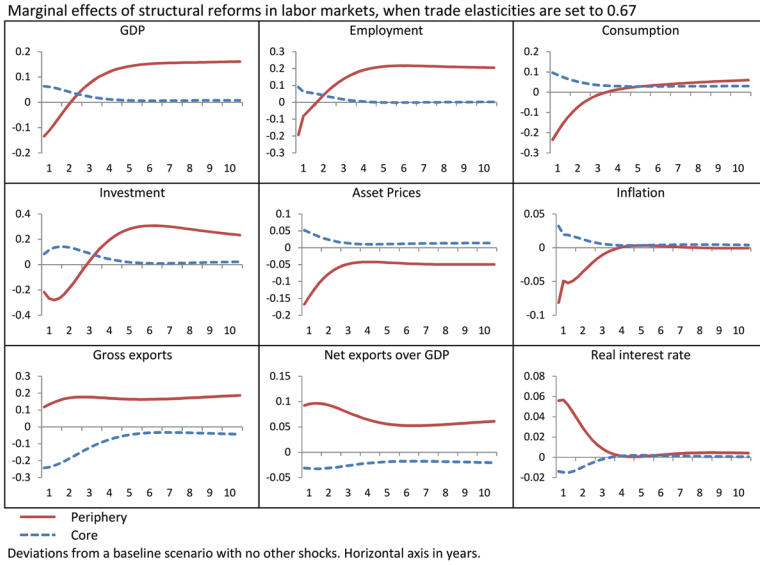 Marginal effects of structural reforms in labor markets, when trade elasticities are set to 0.67
GDP
0.2
0.1
0
-0.1
-0.2
1 2 3 4 5 6 7 8 9 10
Employment
0.3
0.2
0.1
0
-0.1
-0.2
-0.3
1 2 3 4 5 6 7 8 9 10
Consumption
0.2
0.1
0
-0.1
-0.2
-0.3
1 2 3 4 5 6 7 8 9 10
Investment
0.4
0.2
0
-0.2
-0.4
1 2 3 4 5 6 7 8 9 10
Asset Prices
0.1
0.05
0
-0.05
-0.1
-0.15
-0.2
1 2 3 4 5 6 7 8 9 10
Inflation
0.05
0
-0.05
-0.1
1 2 3 4 5 6 7 8 9 10
Gross exports
0.3
0.2
0.1
0
-0.1
-0.2
-0.3
1 2 3 4 5 6 7 8 9 10
Net exports over GDP
0.15
0.1
0.05
0
-0.05
1 2 3 4 5 6 7 8 9 10
Real interest rate
0.08
0.06
0.04
0.02
0
-0.02
1 2 3 4 5 6 7 8 9 10
Periphery
Core
Deviations from a baseline scenario with no other shocks. Horizontal axis in years.